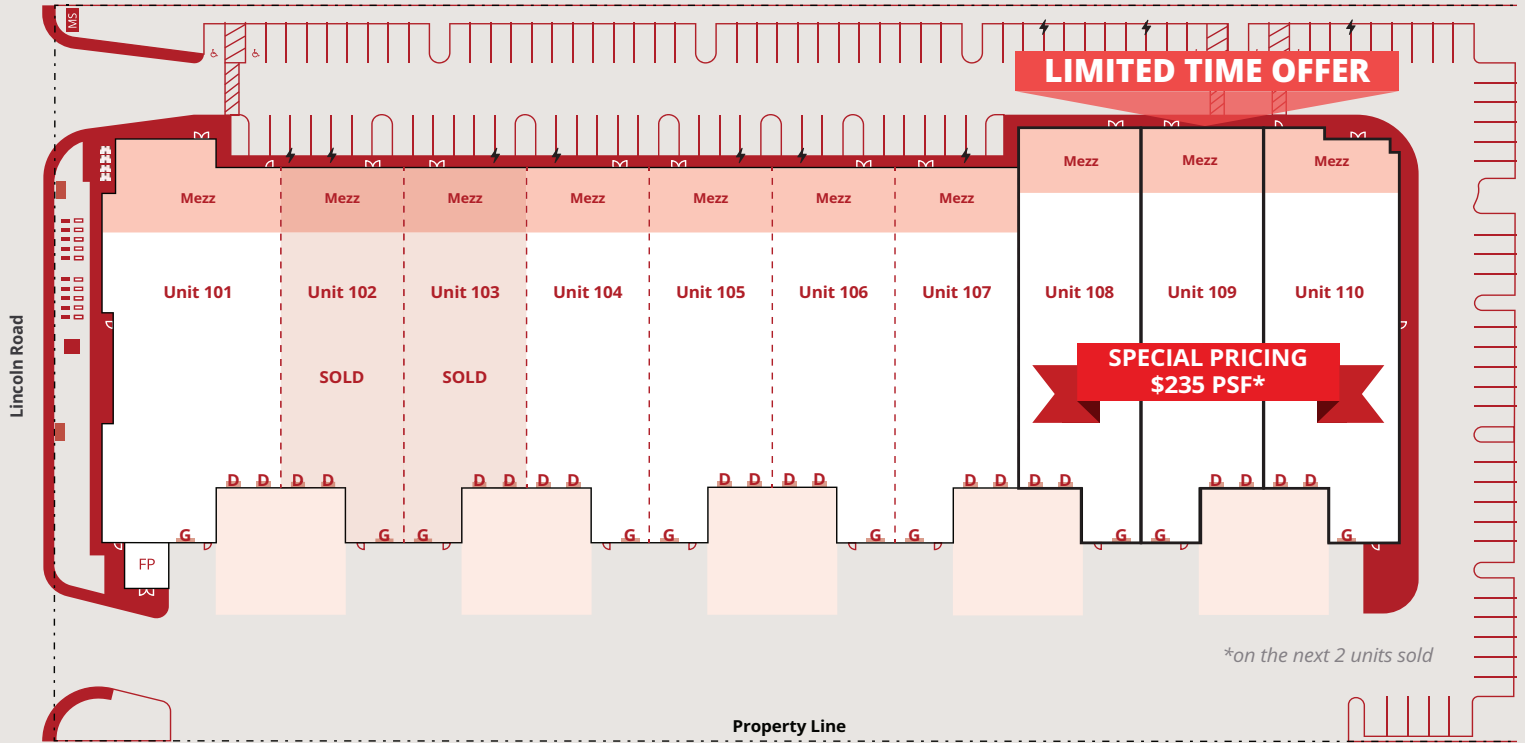 MS
LIMITED TIME OFFER
Mezz Mezz Mezz
Mezz Mezz Mezz Mezz Mezz Mezz Mezz
Unit 101 Unit 102 Unit 103 Unit 104 Unit 105 Unit 106 Unit 107 Unit 108 Unit 109 Unit 110
Lincoln Road
SOLD SOLD
SPECIAL PRICING
$235 PSF*
D D D D D D D D D D D D D D D D D D D D
G G G G G G G G G
FP
*on the next 2 units sold
Property Line